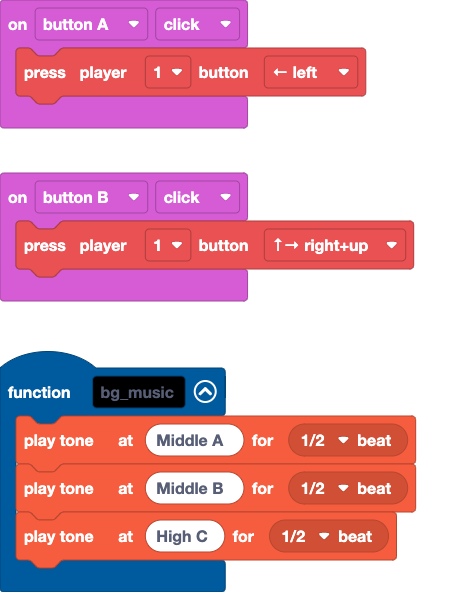 on button A click
press player 1 button ← left
on button B click
press player 1 button ↑→ right+up
function bg_music
play tone at Middle A for 1/2 beat
play tone at Middle B for 1/2 beat
play tone at High C for 1/2 beat